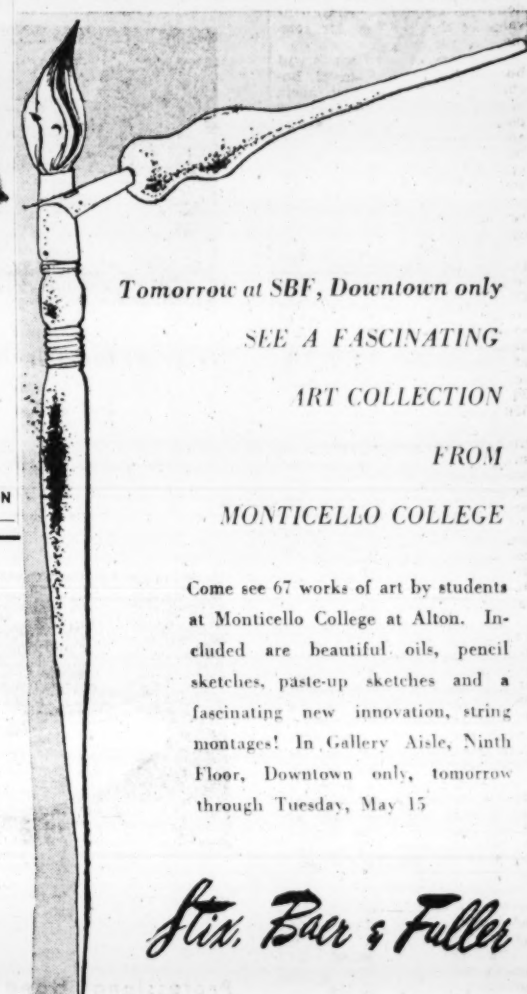 Tomorrow at SBF, Downtown only
SEE A FASCINATING
ART COLLECTION
FROM
MONTICELLO COLLEGE
N
Come see 67 works of art by students
at Monticello College at Alton. In-
cluded are beautiful oils, pencil
sketches, paste-up sketches and a
fascinating new innovation, string
montages! In Gallery Aisle, Ninth
Floor, Downtown only, tomorrow
through Tuesday, May 15
Stix, Baer & Fuller